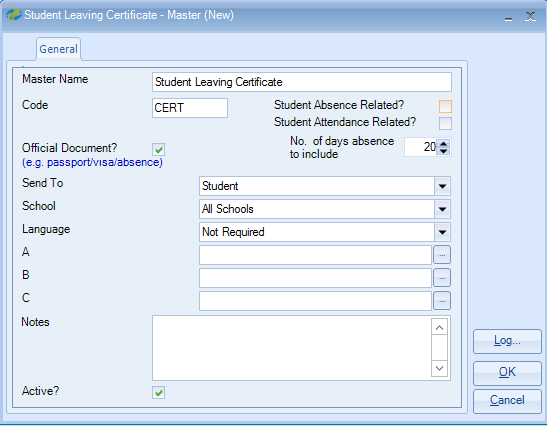 Student Leaving Certificate - Master (New)
General
Master Name
Student Leaving Certificate
Code
CERT
Student Absence Related?
Student Attendance Related?
Official Document?
(e.g. passport/visa/absence)
No. of days absence
to include
20
Send To
Student
School
All Schools
Language
Not Required
A
...
B
...
C
...
Notes
Active?
Log...
OK
Cancel